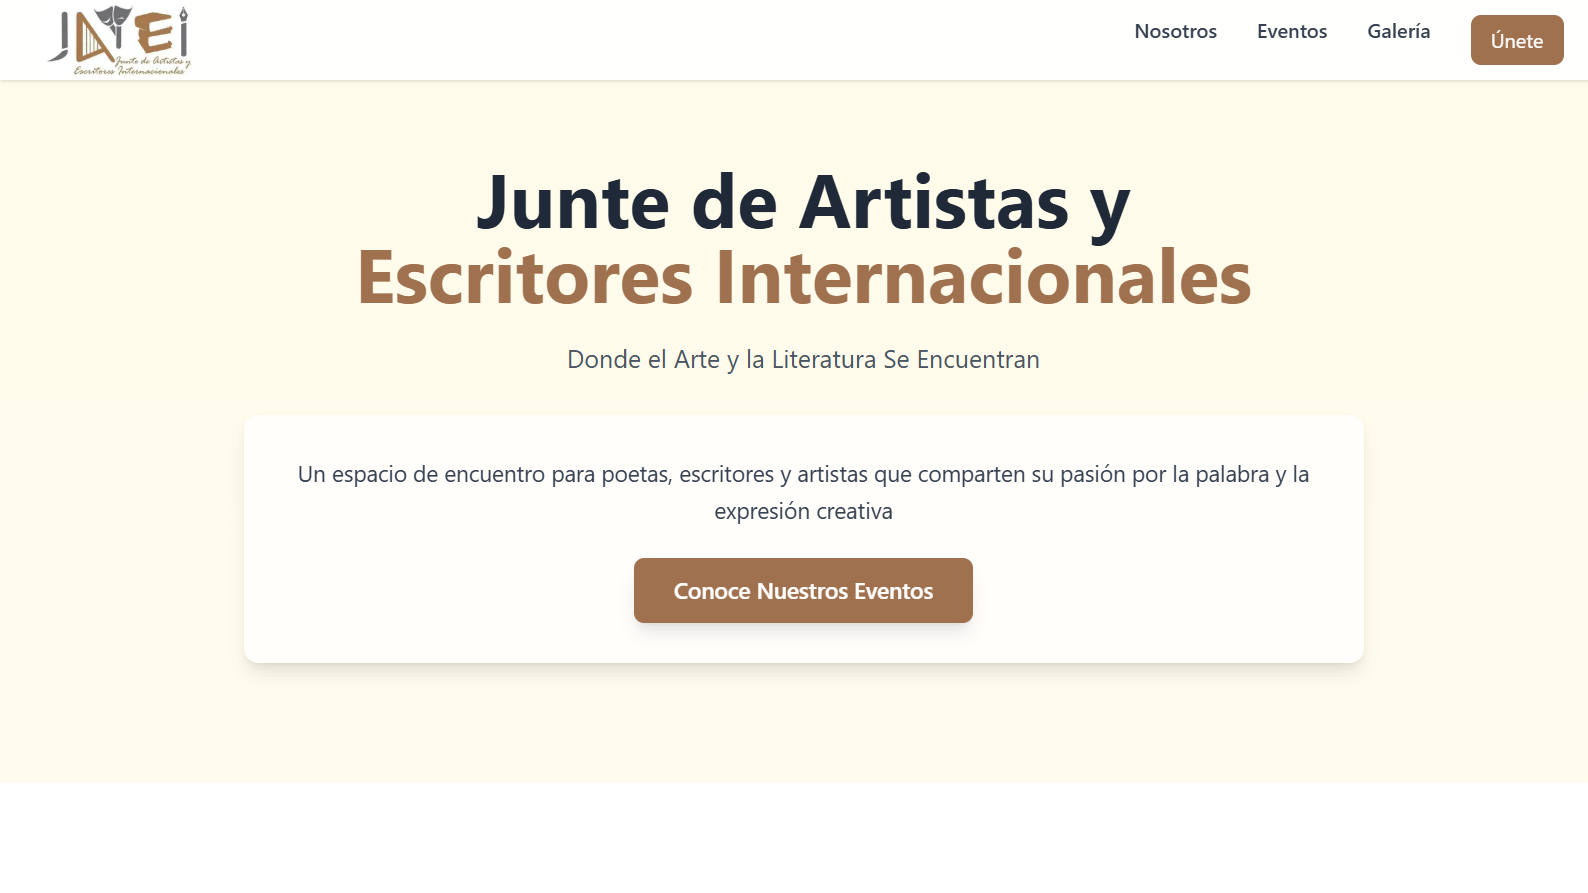 JAYEI
Junte de Artistas y
Escritores Internacionales
Nosotros
Eventos
Galería
Únete
Junte de Artistas y
Escritores Internacionales
Donde el Arte y la Literatura Se Encuentran
Un espacio de encuentro para poetas, escritores y artistas que comparten su pasión por la palabra y la
expresión creativa
Conoce Nuestros Eventos